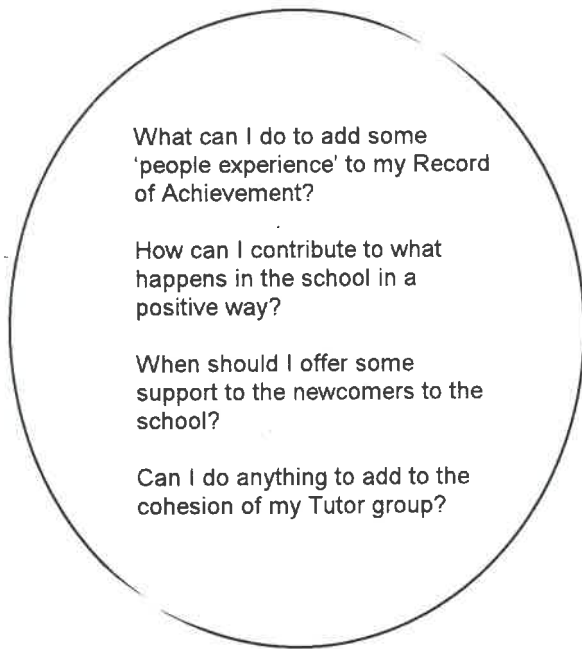 What can I do to add some
'people experience' to my Record
of Achievement?
How can I contribute to what
happens in the school in a
positive way?
When should I offer some
support to the newcomers to the
school?
Can I do anything to add to the
cohesion of my Tutor group?